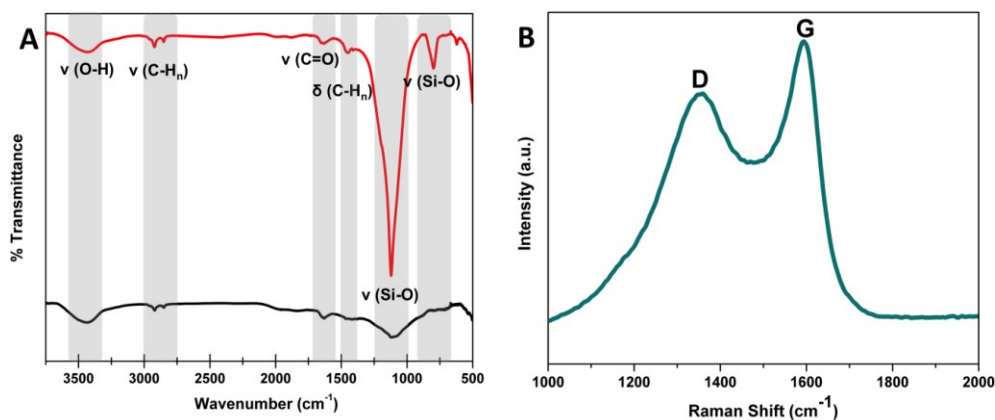 A
ν (O-H)
ν (C-Hₙ)
ν (C=O)
δ (C-Hₙ)
ν (Si-O)
ν (Si-O)
% Transmittance
3500 3000 2500 2000 1500 1000 500
Wavenumber (cm⁻¹)
B
D
G
Intensity (a.u.)
1000 1200 1400 1600 1800 2000
Raman Shift (cm⁻¹)